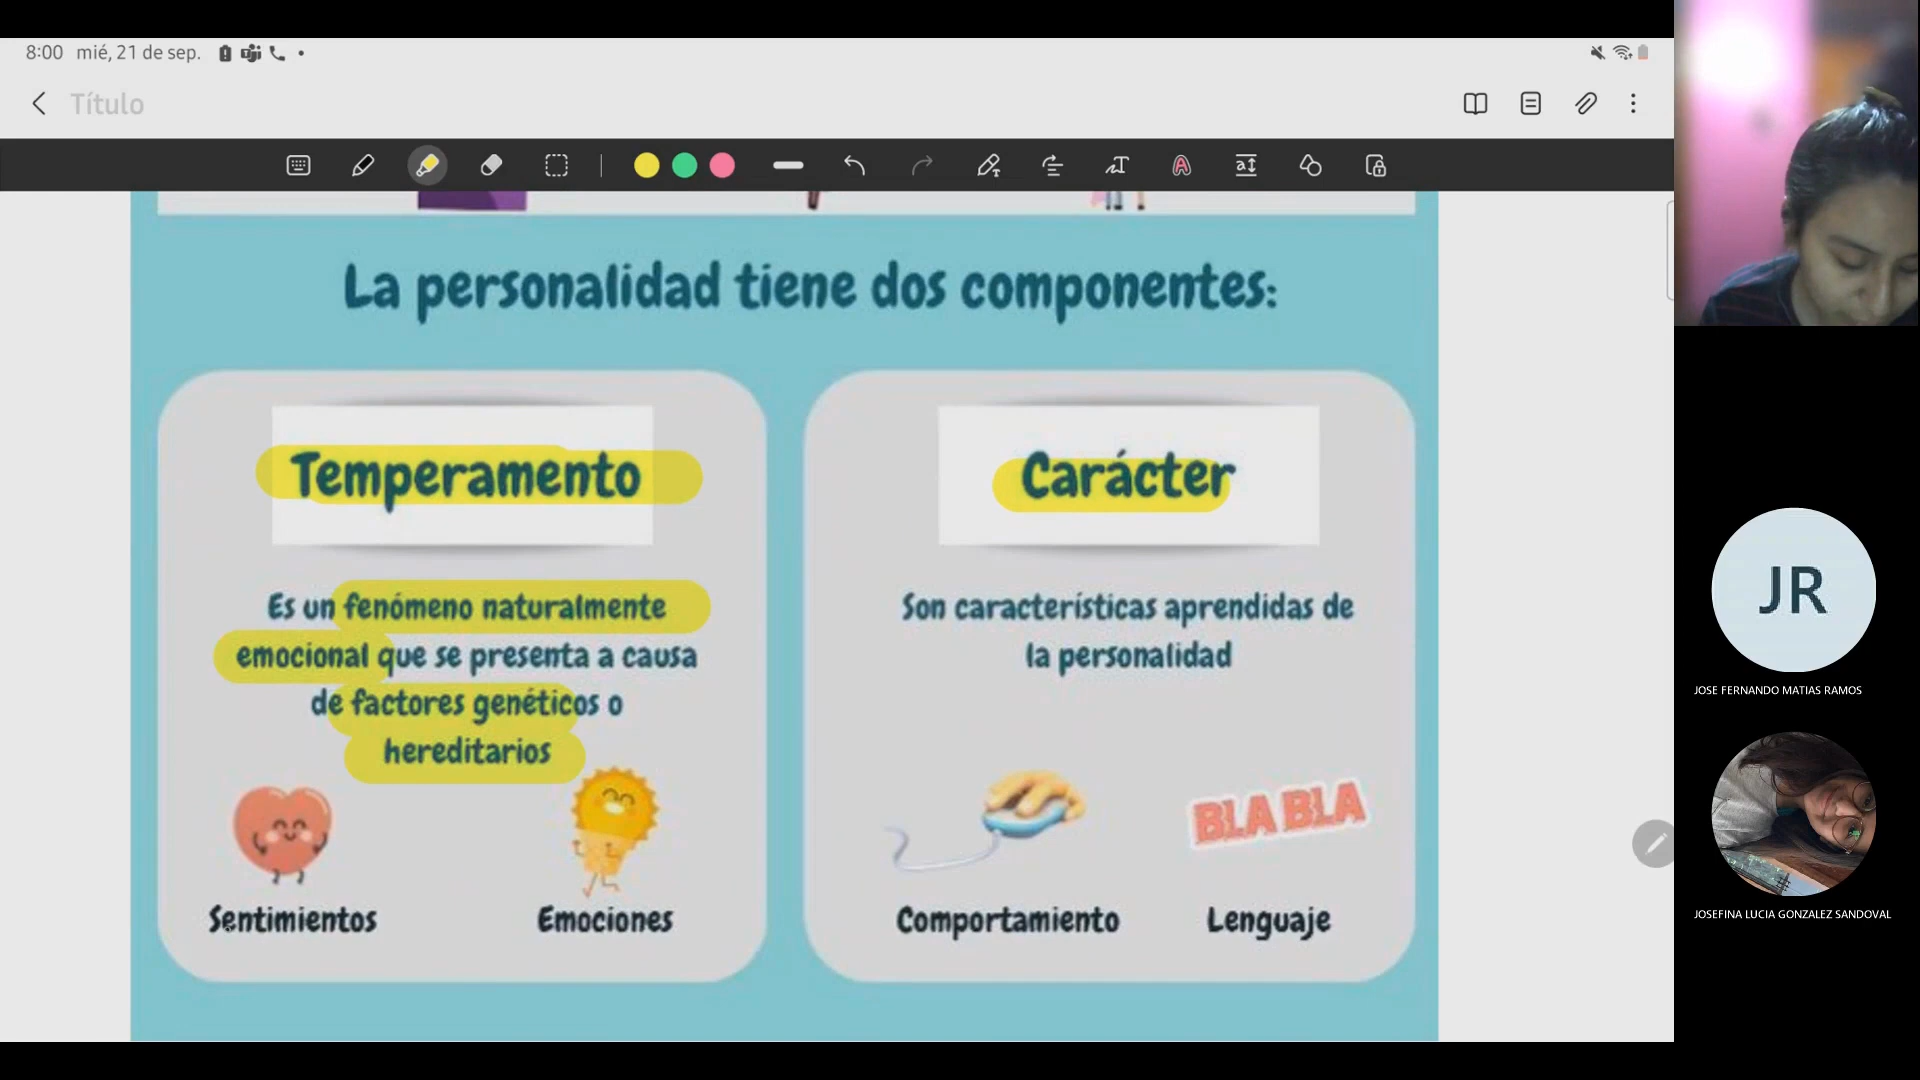 8:00 mié, 21 de sep.
Título
La personalidad tiene dos componentes:
Temperamento
Es un fenómeno naturalmente
emocional que se presenta a causa
de factores genéticos o
hereditarios
Sentimientos
Emociones
Carácter
Son características aprendidas de
la personalidad
BLA BLA
Comportamiento
Lenguaje
JR
JOSE FERNANDO MATIAS RAMOS
JOSEFINA LUCIA GONZALEZ SANDOVAL